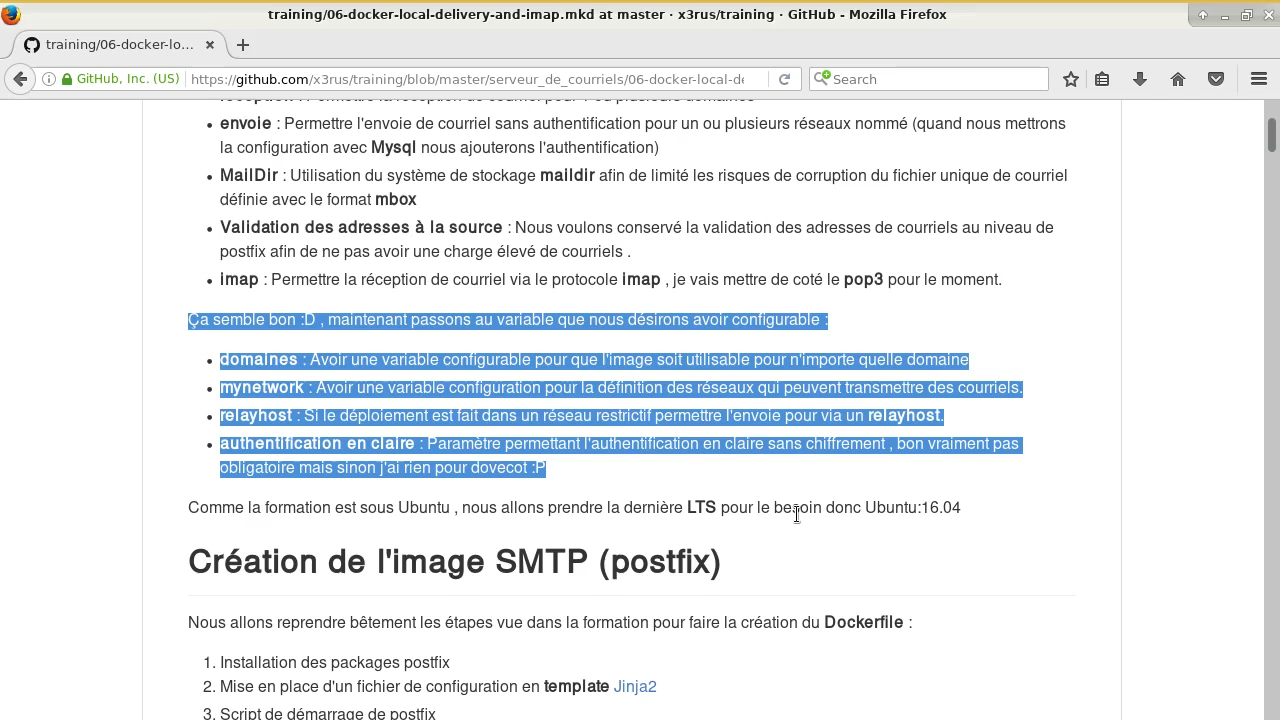 training/06-docker-local-delivery-and-imap.mkd at master · x3rus/training · GitHub - Mozilla Firefox
training/06-docker-lo...
GitHub, Inc. (US)
https://github.com/x3rus/training/blob/master/serveur_de_courriels/06-docker-local-de
Search
envoie : Permettre l'envoie de courriel sans authentification pour un ou plusieurs réseaux nommé (quand nous mettrons
la configuration avec Mysql nous ajouterons l'authentification)
MailDir : Utilisation du système de stockage maildir afin de limité les risques de corruption du fichier unique de courriel
définie avec le format mbox
Validation des adresses à la source : Nous voulons conservé la validation des adresses de courriels au niveau de
postfix afin de ne pas avoir une charge élevé de courriels .
imap : Permettre la réception de courriel via le protocole imap , je vais mettre de coté le pop3 pour le moment.
Ça semble bon :D , maintenant passons au variable que nous désirons avoir configurable :
domaines : Avoir une variable configurable pour que l'image soit utilisable pour n'importe quelle domaine
mynetwork : Avoir une variable configuration pour la définition des réseaux qui peuvent transmettre des courriels.
relayhost : Si le déploiement est fait dans un réseau restrictif permettre l'envoie pour via un relayhost.
authentification en claire : Paramètre permettant l'authentification en claire sans chiffrement , bon vraiment pas
obligatoire mais sinon j'ai rien pour dovecot :P
Comme la formation est sous Ubuntu , nous allons prendre la dernière LTS pour le besoin donc Ubuntu:16.04
Création de l'image SMTP (postfix)
Nous allons reprendre bêtement les étapes vue dans la formation pour faire la création du Dockerfile :
1. Installation des packages postfix
2. Mise en place d'un fichier de configuration en template Jinja2
3. Script de démarrage de postfix